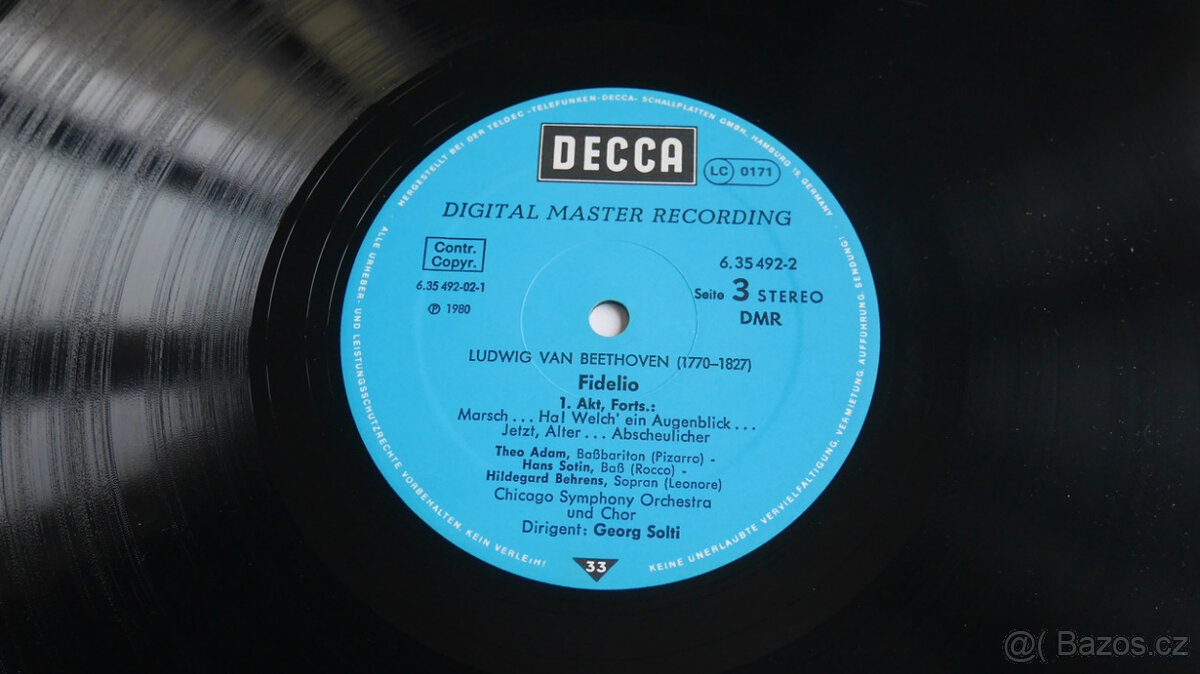 HERGESTELLT BEI DER TELDEC »TELEFUNKEN-DECCA« SCHALLPLATTEN GMBH, HAMBURG 19, GERMANY
DECCA
LC 0171
DIGITAL MASTER RECORDING
Contr.
Copyr.
6.35 492-02-1
℗ 1980
6.35 492-2
Seite 3 STEREO
DMR
LUDWIG VAN BEETHOVEN (1770–1827)
Fidelio
1. Akt, Forts.:
Marsch . . . Ha! Welch' ein Augenblick . . .
Jetzt, Alter . . . Abscheulicher
Theo Adam, Baßbariton (Pizarro) -
Hans Sotin, Baß (Rocco) -
Hildegard Behrens, Sopran (Leonore)
Chicago Symphony Orchestra
und Chor
Dirigent: Georg Solti
33
ALLE URHEBER- UND LEISTUNGSSCHUTZRECHTE VORBEHALTEN. KEIN VERLEIH!
KEINE UNERLAUBTE VERVIELFÄLTIGUNG, VERMIETUNG, AUFFÜHRUNG, SENDUNG!
@( Bazos.cz